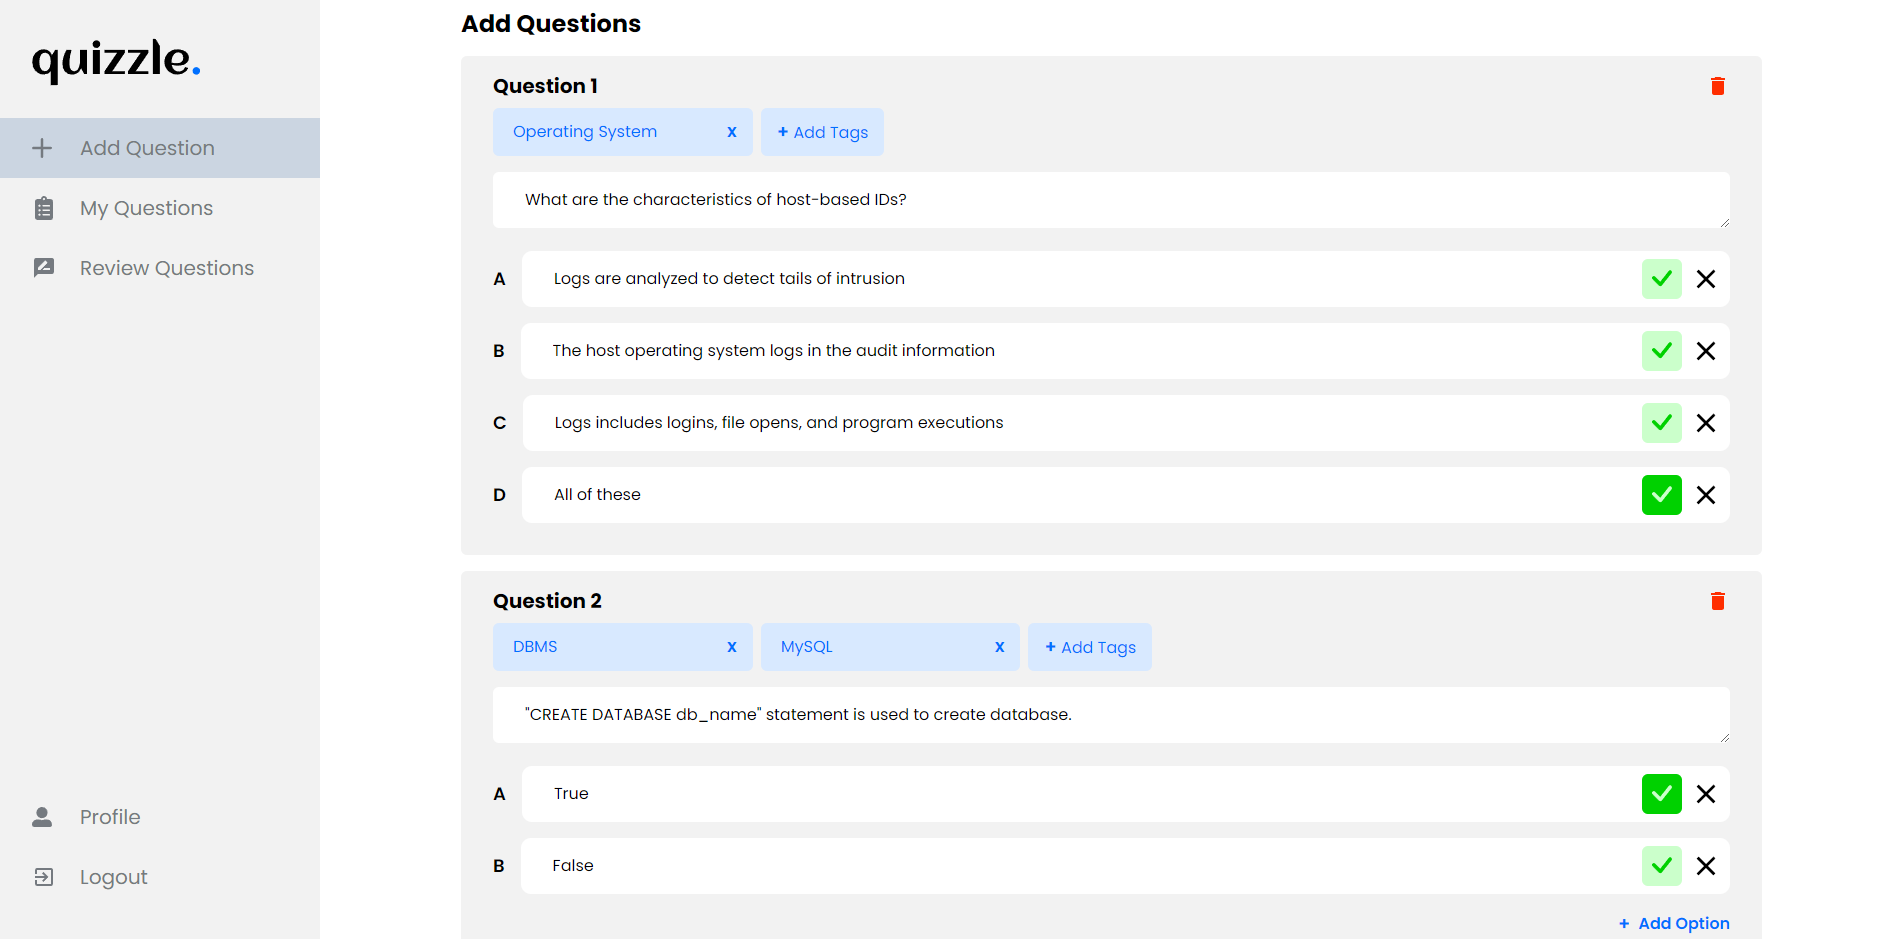 quizzle.
Add Question
My Questions
Review Questions
Profile
Logout
Add Questions
Question 1
Operating System x + Add Tags
What are the characteristics of host-based IDs?
A Logs are analyzed to detect tails of intrusion
B The host operating system logs in the audit information
C Logs includes logins, file opens, and program executions
D All of these
Question 2
DBMS x MySQL x + Add Tags
"CREATE DATABASE db_name" statement is used to create database.
A True
B False
+ Add Option